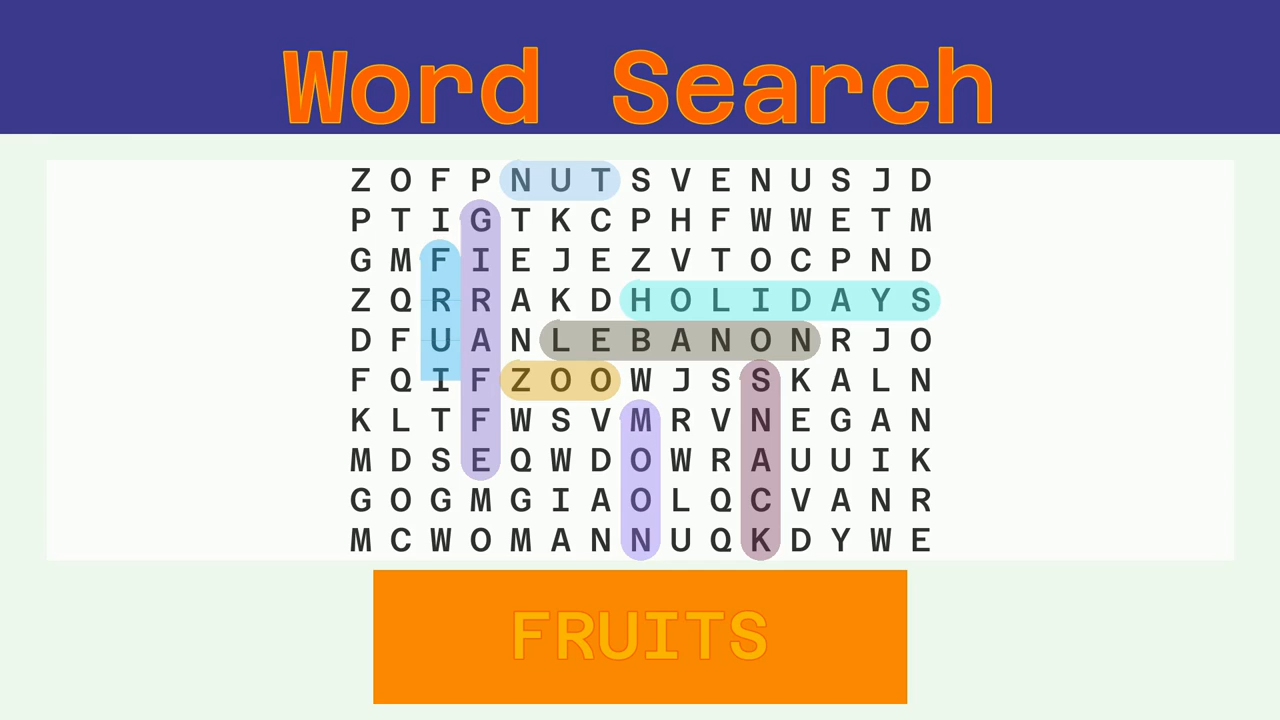 Word Search
Z O F P N U T S V E N U S J D
P T I G T K C P H F W W E T M
G M F I E J E Z V T O C P N D
Z Q R R A K D H O L I D A Y S
D F U A N L E B A N O N R J O
F Q I F Z O O W J S S K A L N
K L T F W S V M R V N E G A N
M D S E Q W D O W R A U U I K
G O G M G I A O L Q C V A N R
M C W O M A N N U Q K D Y W E
FRUITS